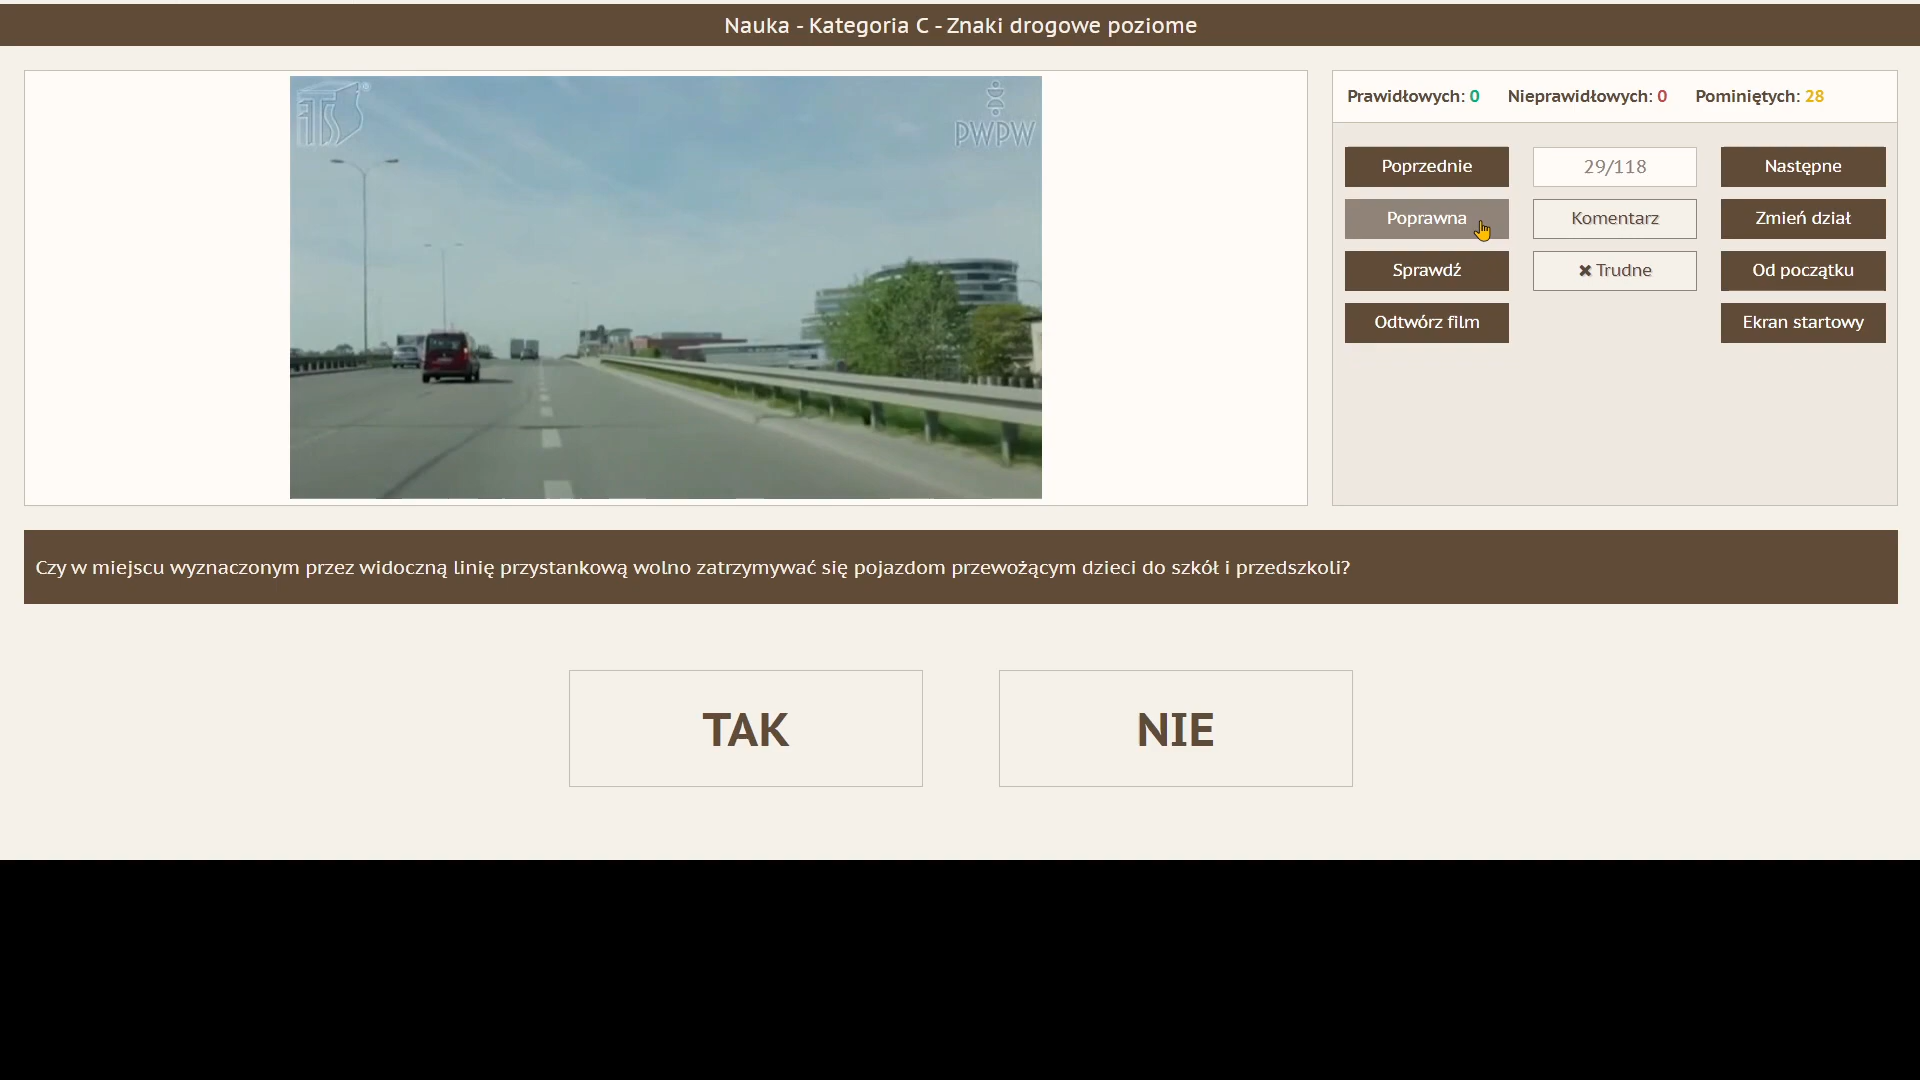 Nauka - Kategoria C - Znaki drogowe poziome
ITS
PWPW
Prawidłowych: 0 Nieprawidłowych: 0 Pominiętych: 28
Poprzednie 29/118 Następne
Poprawna Komentarz Zmień dział
Sprawdź Trudne Od początku
Odtwórz film Ekran startowy
Czy w miejscu wyznaczonym przez widoczną linię przystankową wolno zatrzymywać się pojazdom przewożącym dzieci do szkół i przedszkoli?
TAK NIE